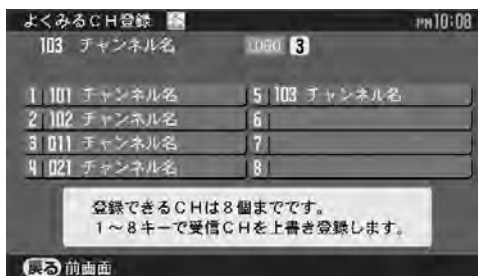 よくみるCH登録 全 PM10:08
103 チャンネル名 LOGO 3
1 101 チャンネル名 5 103 チャンネル名
2 102 チャンネル名 6
3 011 チャンネル名 7
4 021 チャンネル名 8
登録できるCHは8個までです。
1～8キーで受信CHを上書き登録します。
戻る 前画面